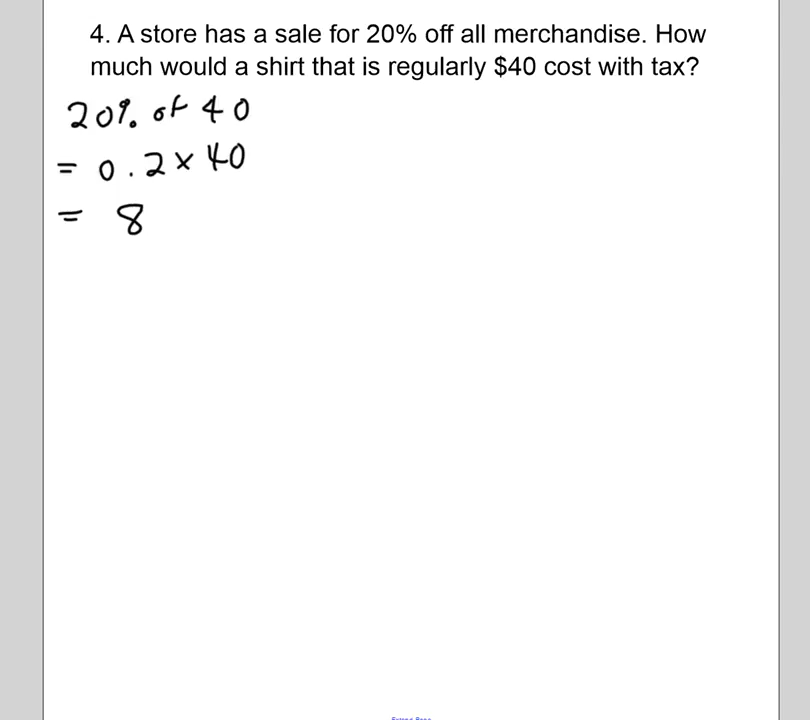 4. A store has a sale for 20% off all merchandise. How
much would a shirt that is regularly $40 cost with tax?
20% of 40
= 0.2 x 40
= 8